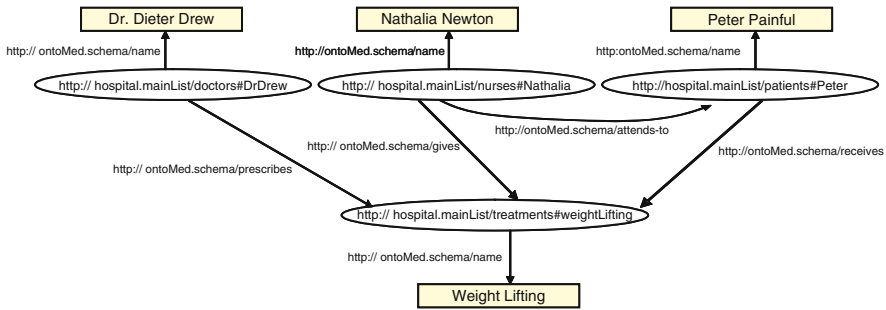 Dr. Dieter Drew
Nathalia Newton
Peter Painful
http:// ontoMed.schema/name
http://ontoMed.schema/name
http:ontoMed.schema/name
http:// hospital.mainList/doctors#DrDrew
http:// hospital.mainList/nurses#Nathalia
http://hospital.mainList/patients#Peter
http://ontoMed.schema/attends-to
http:// ontoMed.schema/gives
http://ontoMed.schema/receives
http:// ontoMed.schema/prescribes
http:// hospital.mainList/treatments#weightLifting
http:// ontoMed.schema/name
Weight Lifting